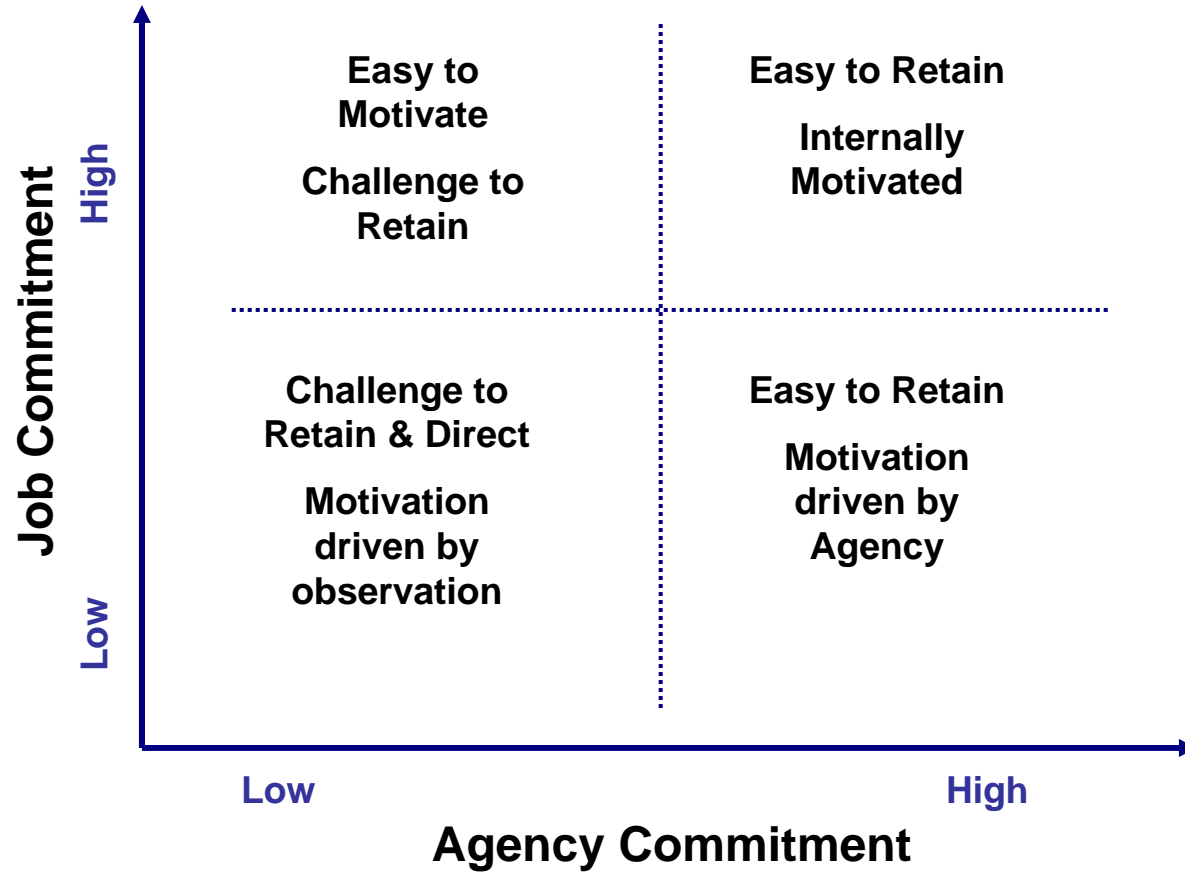 Easy to
Motivate
Challenge to
Retain
Easy to Retain
Internally
Motivated
Challenge to
Retain & Direct
Motivation
driven by
observation
Easy to Retain
Motivation
driven by
Agency
Job Commitment
High
Low
Low
High
Agency Commitment